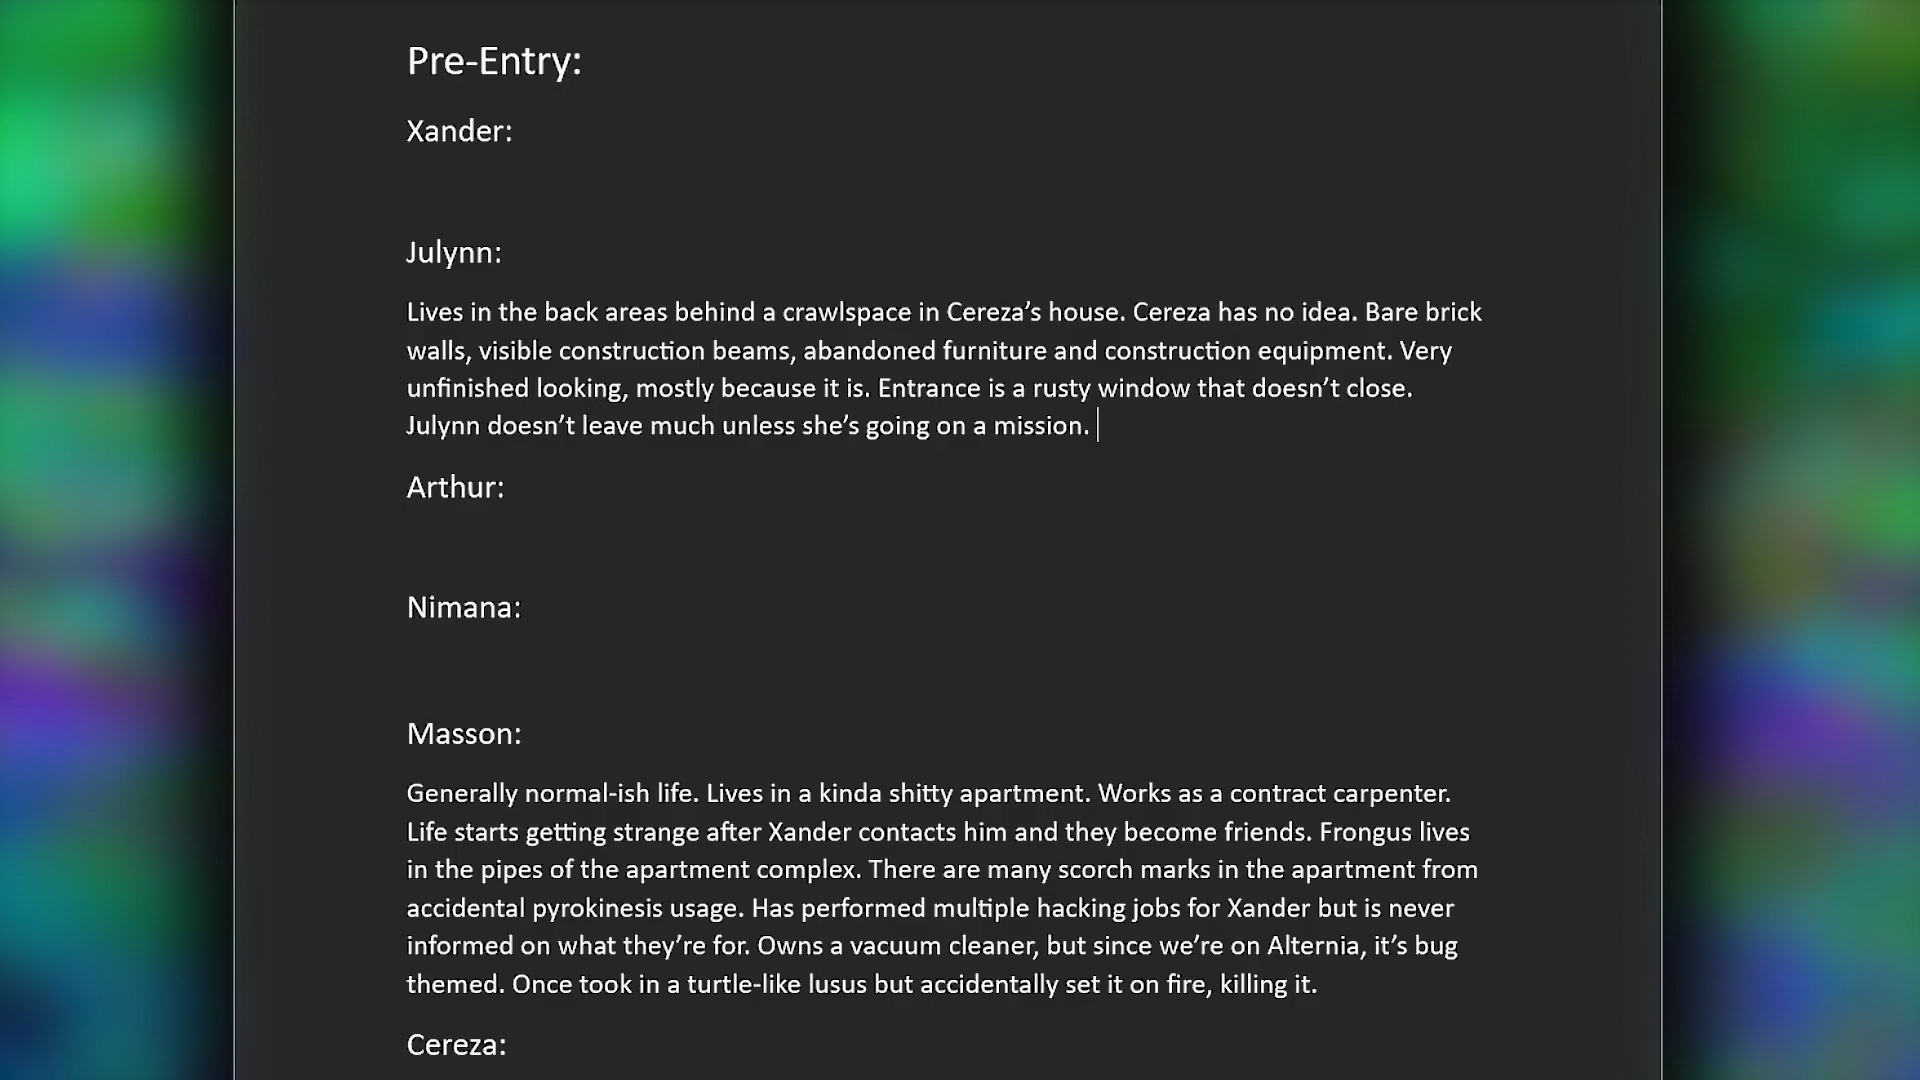 Pre-Entry:
Xander:
Julynn:
Lives in the back areas behind a crawlspace in Cereza’s house. Cereza has no idea. Bare brick
walls, visible construction beams, abandoned furniture and construction equipment. Very
unfinished looking, mostly because it is. Entrance is a rusty window that doesn’t close.
Julynn doesn’t leave much unless she’s going on a mission.
Arthur:
Nimana:
Masson:
Generally normal-ish life. Lives in a kinda shitty apartment. Works as a contract carpenter.
Life starts getting strange after Xander contacts him and they become friends. Frongus lives
in the pipes of the apartment complex. There are many scorch marks in the apartment from
accidental pyrokinesis usage. Has performed multiple hacking jobs for Xander but is never
informed on what they’re for. Owns a vacuum cleaner, but since we’re on Alternia, it’s bug
themed. Once took in a turtle-like lusus but accidentally set it on fire, killing it.
Cereza: